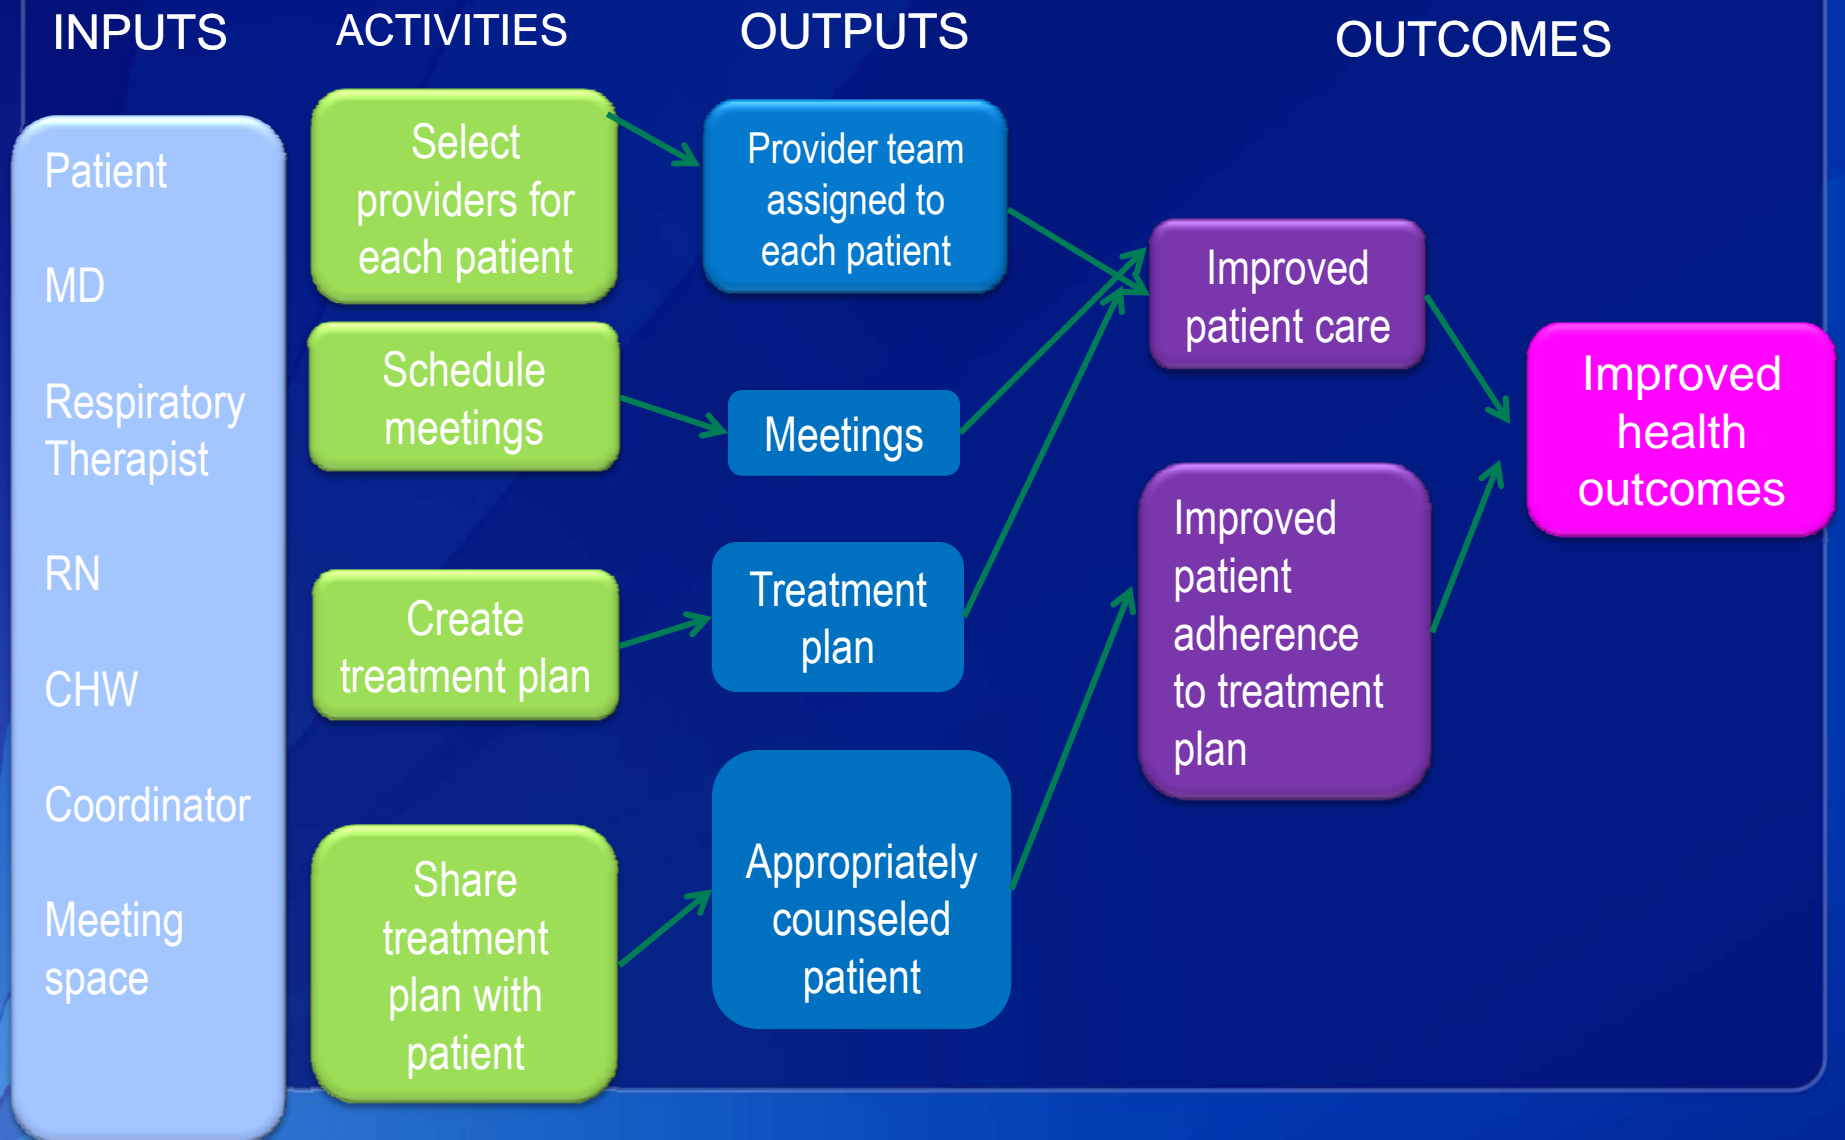 INPUTS
ACTIVITIES
OUTPUTS
OUTCOMES
Patient
MD
Respiratory
Therapist
RN
CHW
Coordinator
Meeting
space
Select
providers for
each patient
Schedule
meetings
Create
treatment plan
Share
treatment
plan with
patient
Provider team
assigned to
each patient
Meetings
Treatment
plan
Appropriately
counseled
patient
Improved
patient care
Improved
patient
adherence
to treatment
plan
Improved
health
outcomes